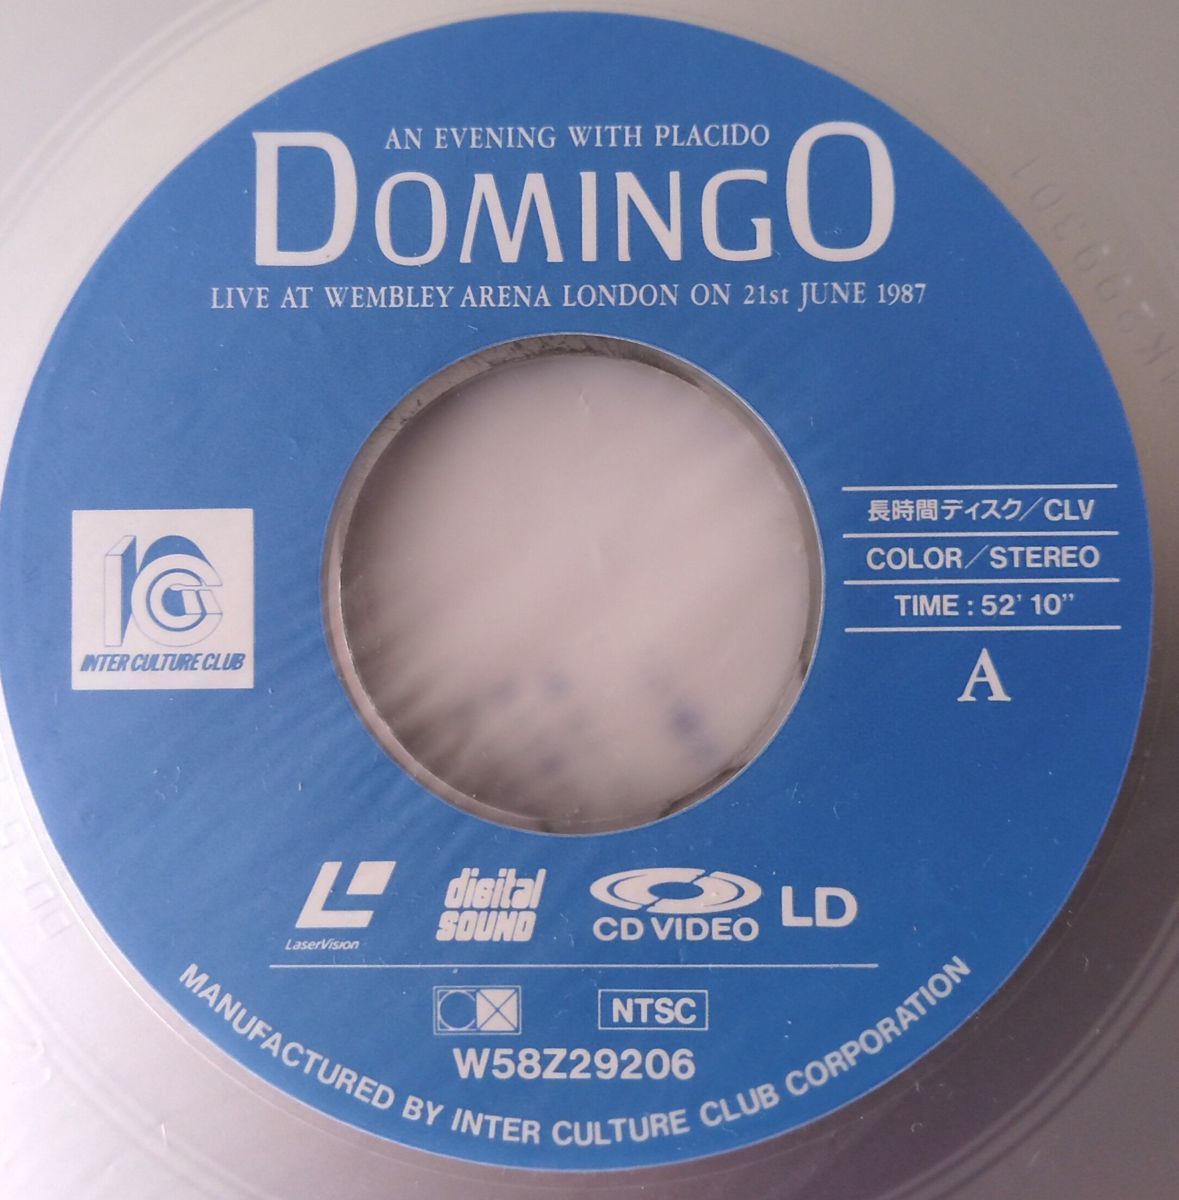 AN EVENING WITH PLACIDO
DOMINGO
LIVE AT WEMBLEY ARENA LONDON ON 21st JUNE 1987
長時間ディスク/CLV
COLOR/STEREO
TIME : 52' 10"
A
INTER CULTURE CLUB
LaserVision
digital SOUND
CD VIDEO LD
NTSC
W58Z29206
MANUFACTURED BY INTER CULTURE CLUB CORPORATION